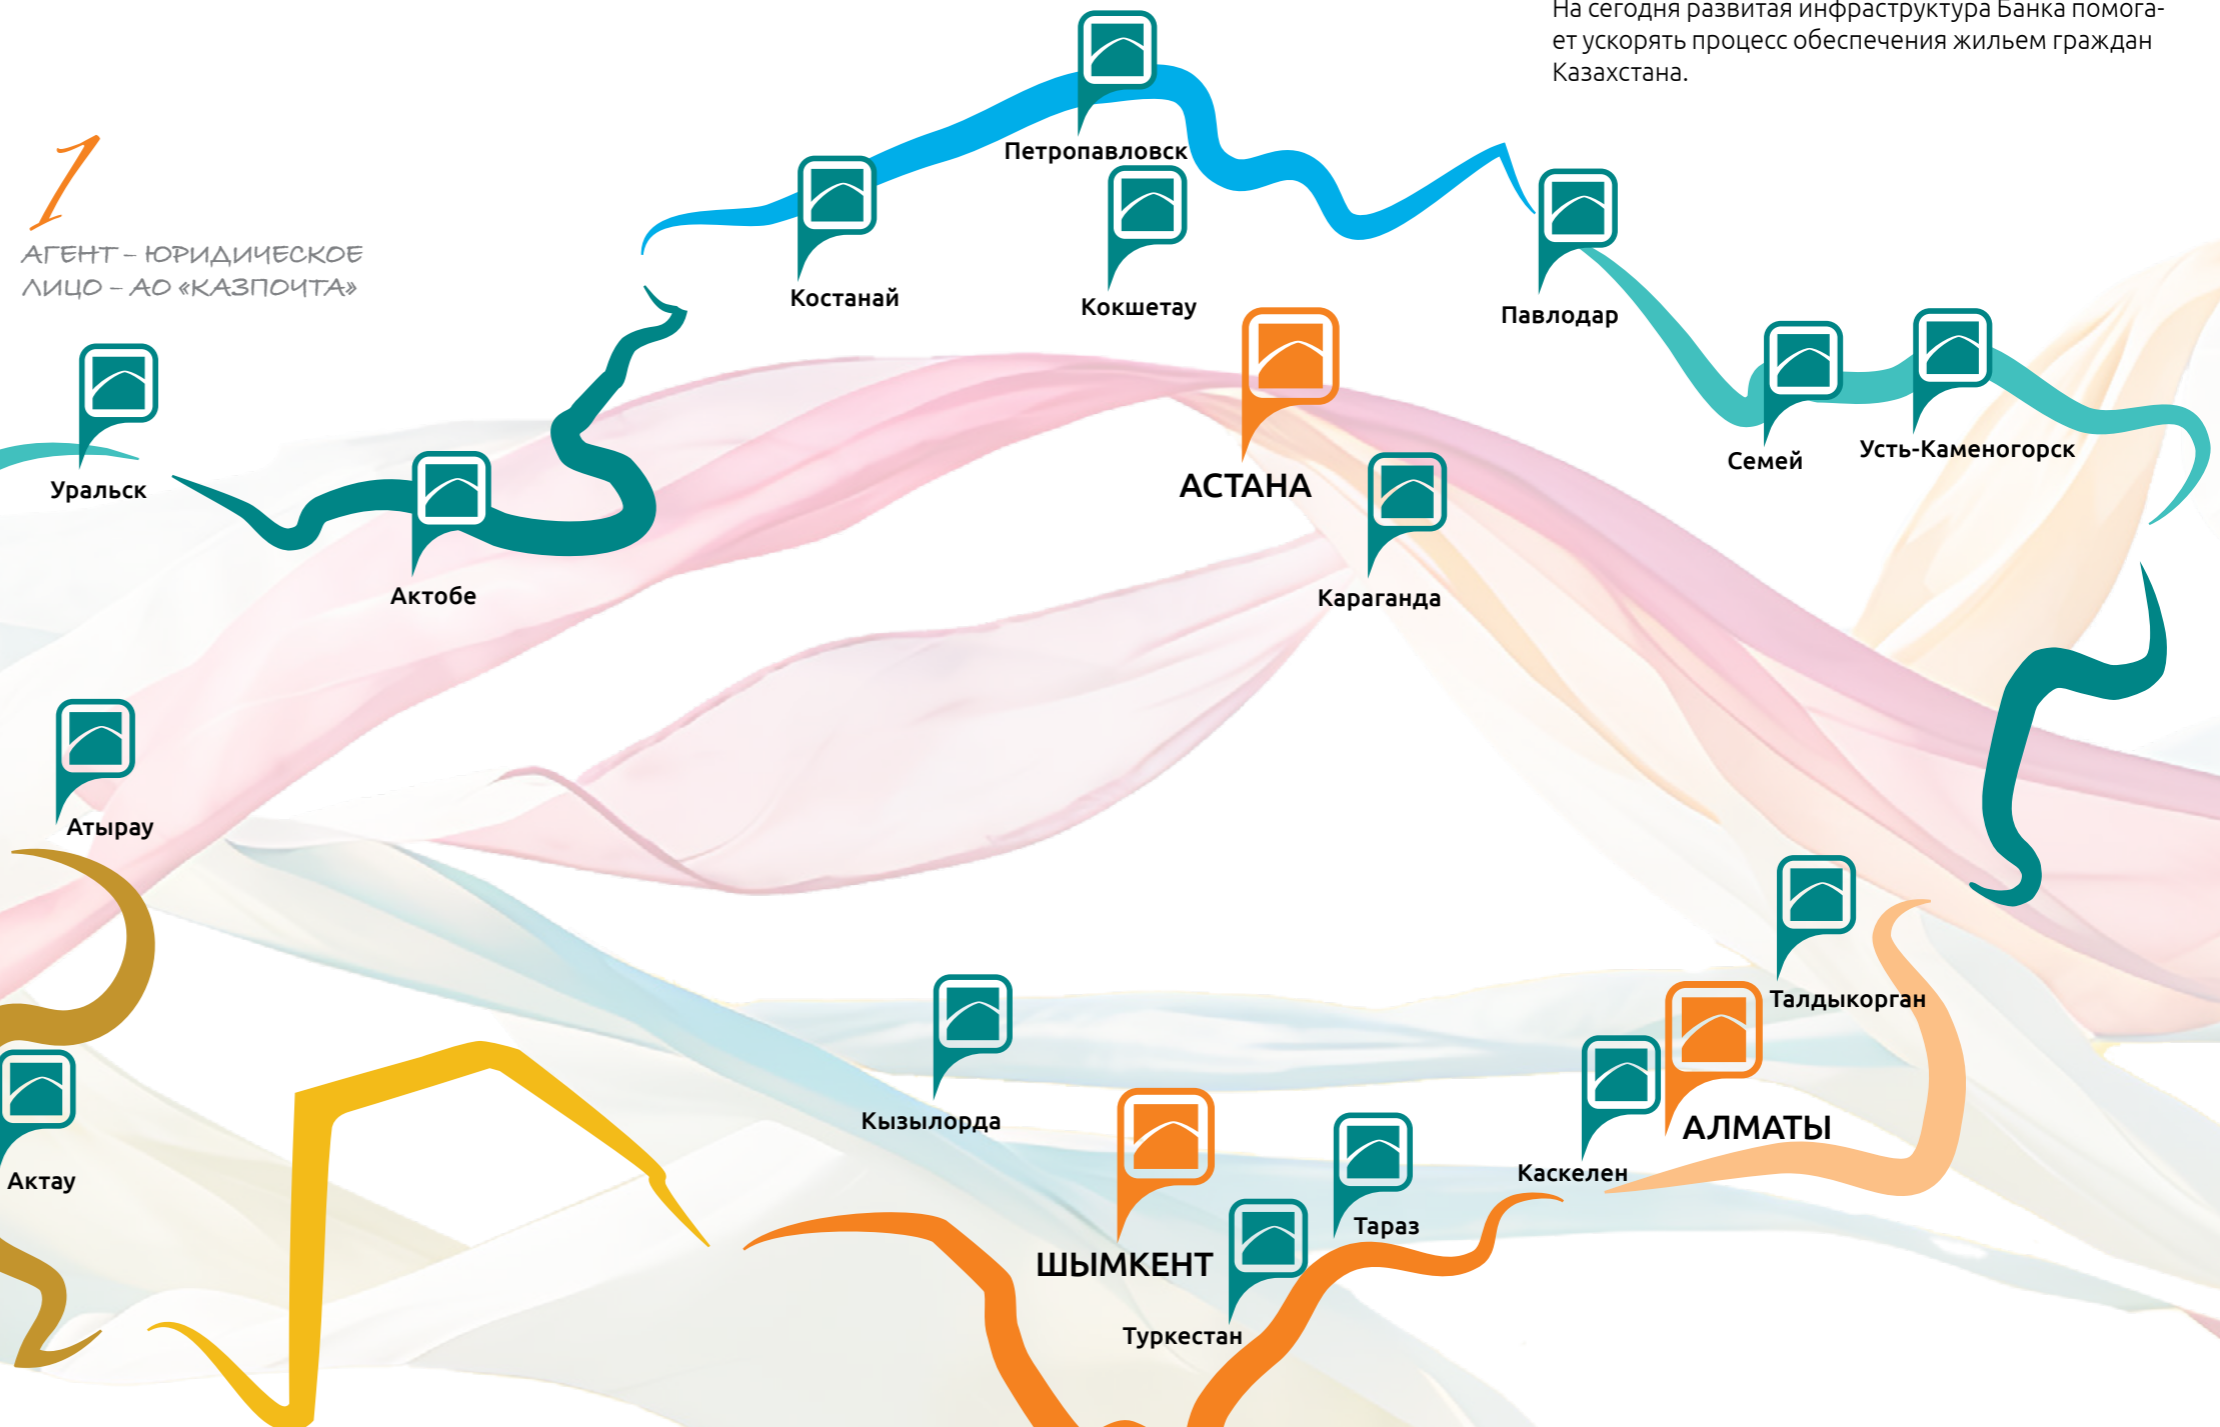 На сегодня развитая инфраструктура Банка помога-
ет ускорять процесс обеспечения жильем граждан
Казахстана.
1
АГЕНТ – ЮРИДИЧЕСКОЕ
ЛИЦО – АО «КАЗПОЧТА»
Петропавловск
Костанай
Кокшетау
Павлодар
Уральск
АСТАНА
Семей
Усть-Каменогорск
Актобе
Караганда
Атырау
Талдыкорган
Кызылорда
АЛМАТЫ
Каскелен
Актау
Тараз
ШЫМКЕНТ
Туркестан